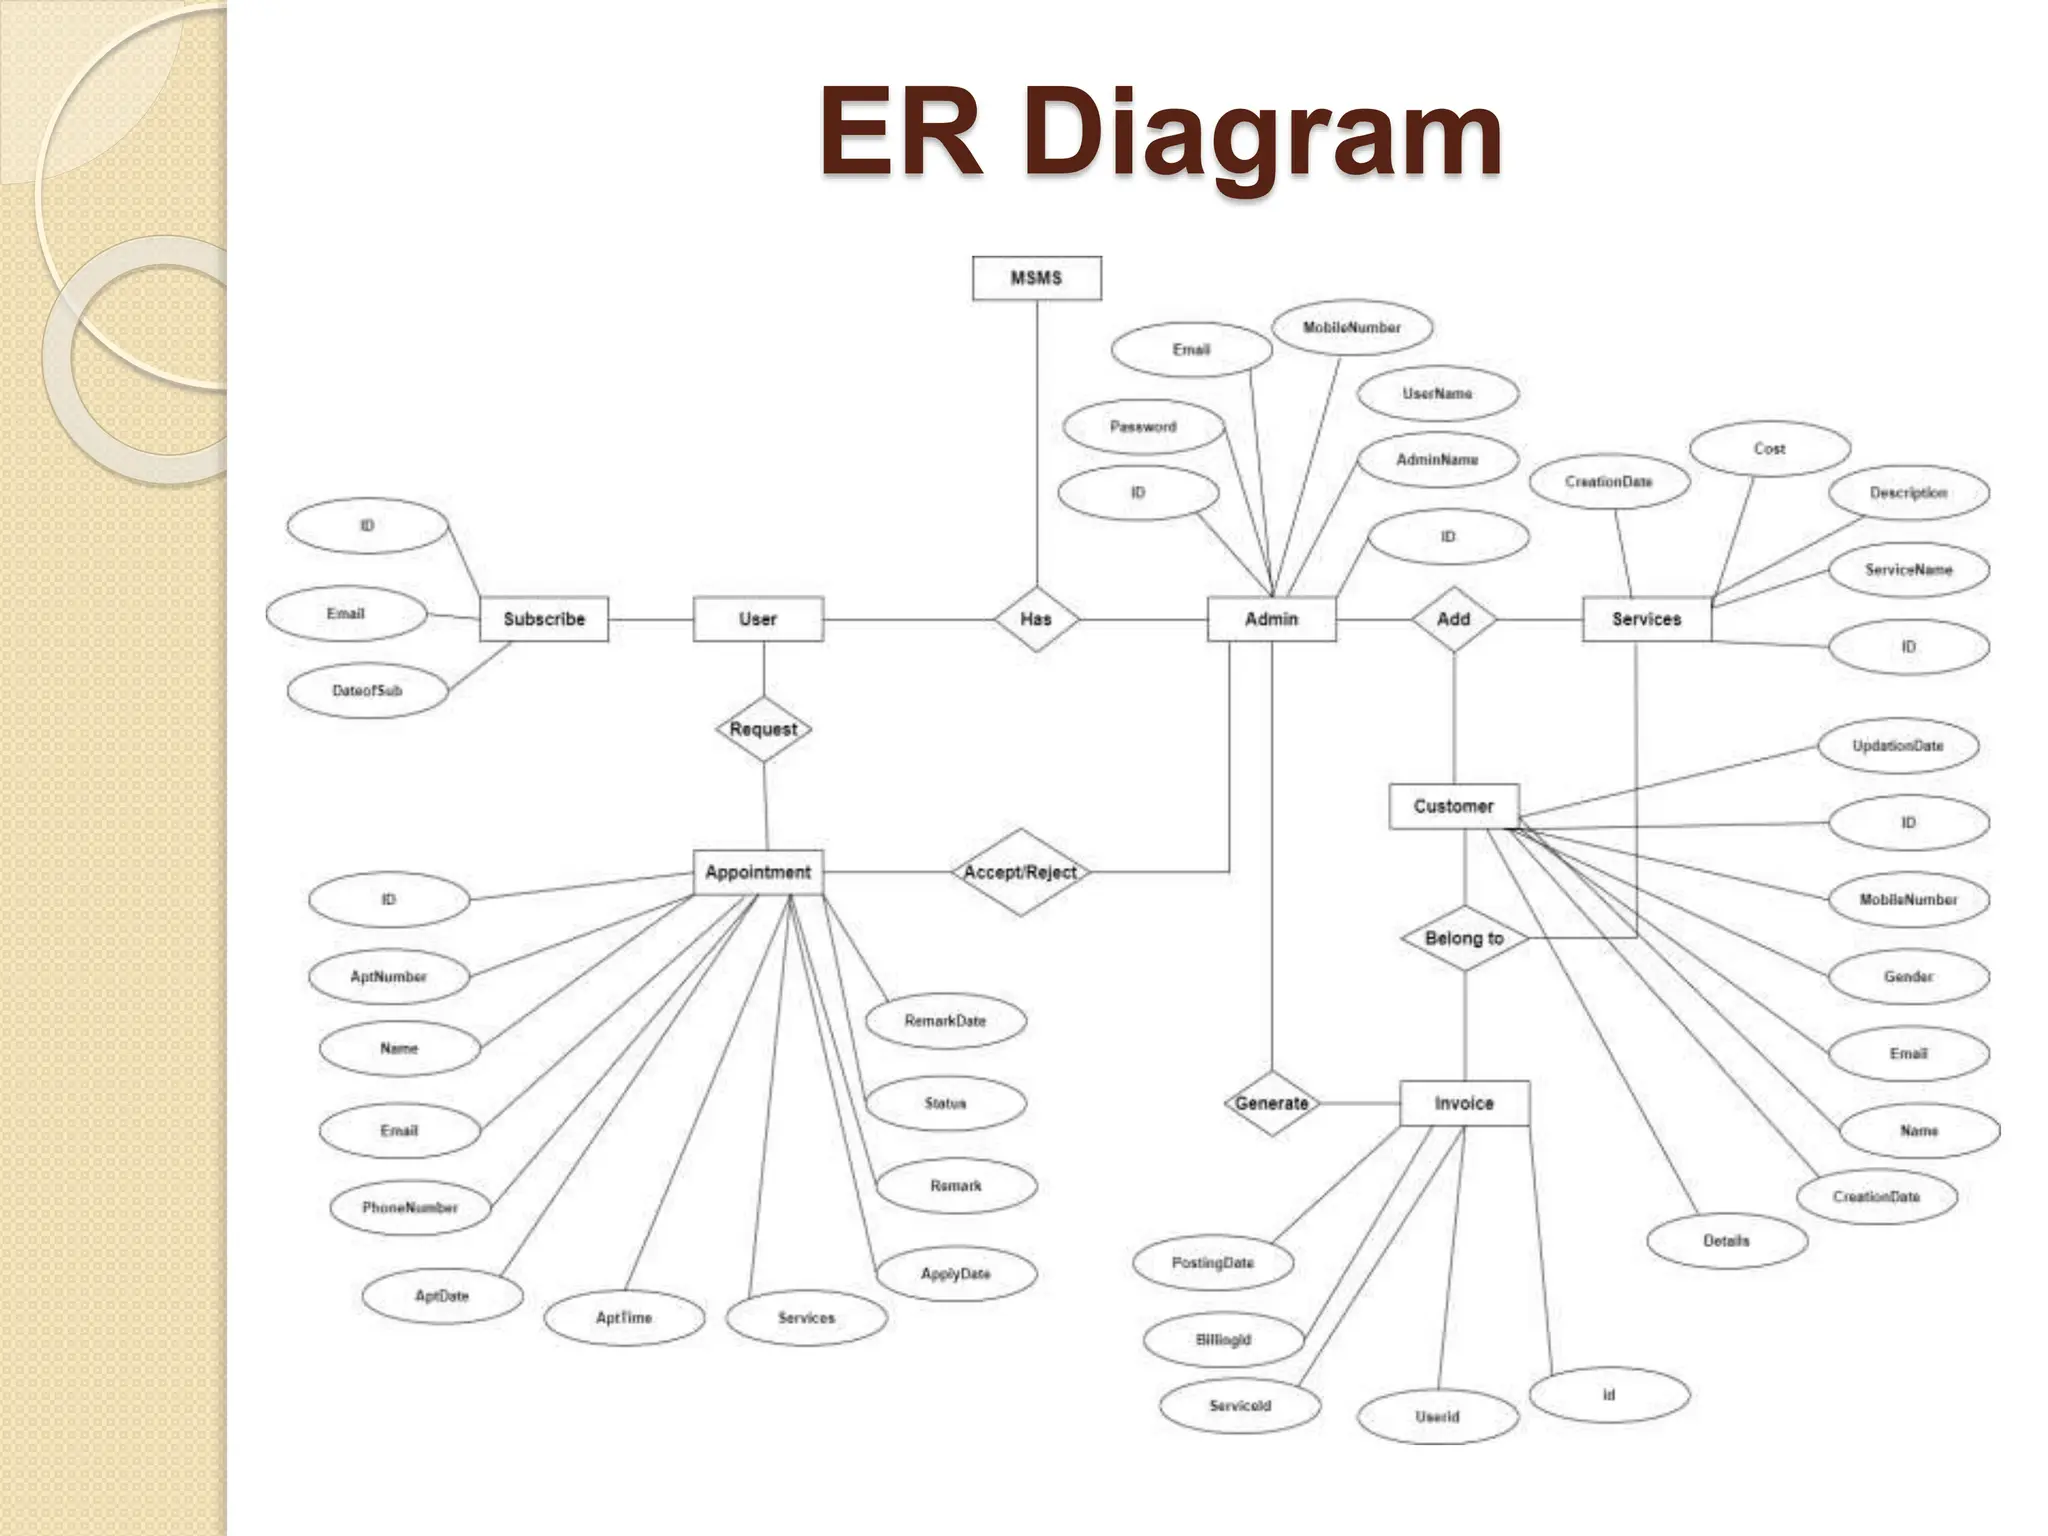 ER Diagram
MSMS
MobileNumber
Email
UserName
Password
AdminName
ID
ID
Cost
CreationDate
Description
ServiceName
ID
ID
Email
DateofSub
Subscribe
User
Has
Admin
Add
Services
Request
UpdationDate
Customer
ID
MobileNumber
Gender
Email
Name
CreationDate
Details
Appointment
Accept/Reject
Belong to
ID
AptNumber
Name
Email
PhoneNumber
AptDate
AptTime
Services
RemarkDate
Status
Remark
ApplyDate
Generate
Invoice
PostingDate
BillingId
ServiceId
UserId
id